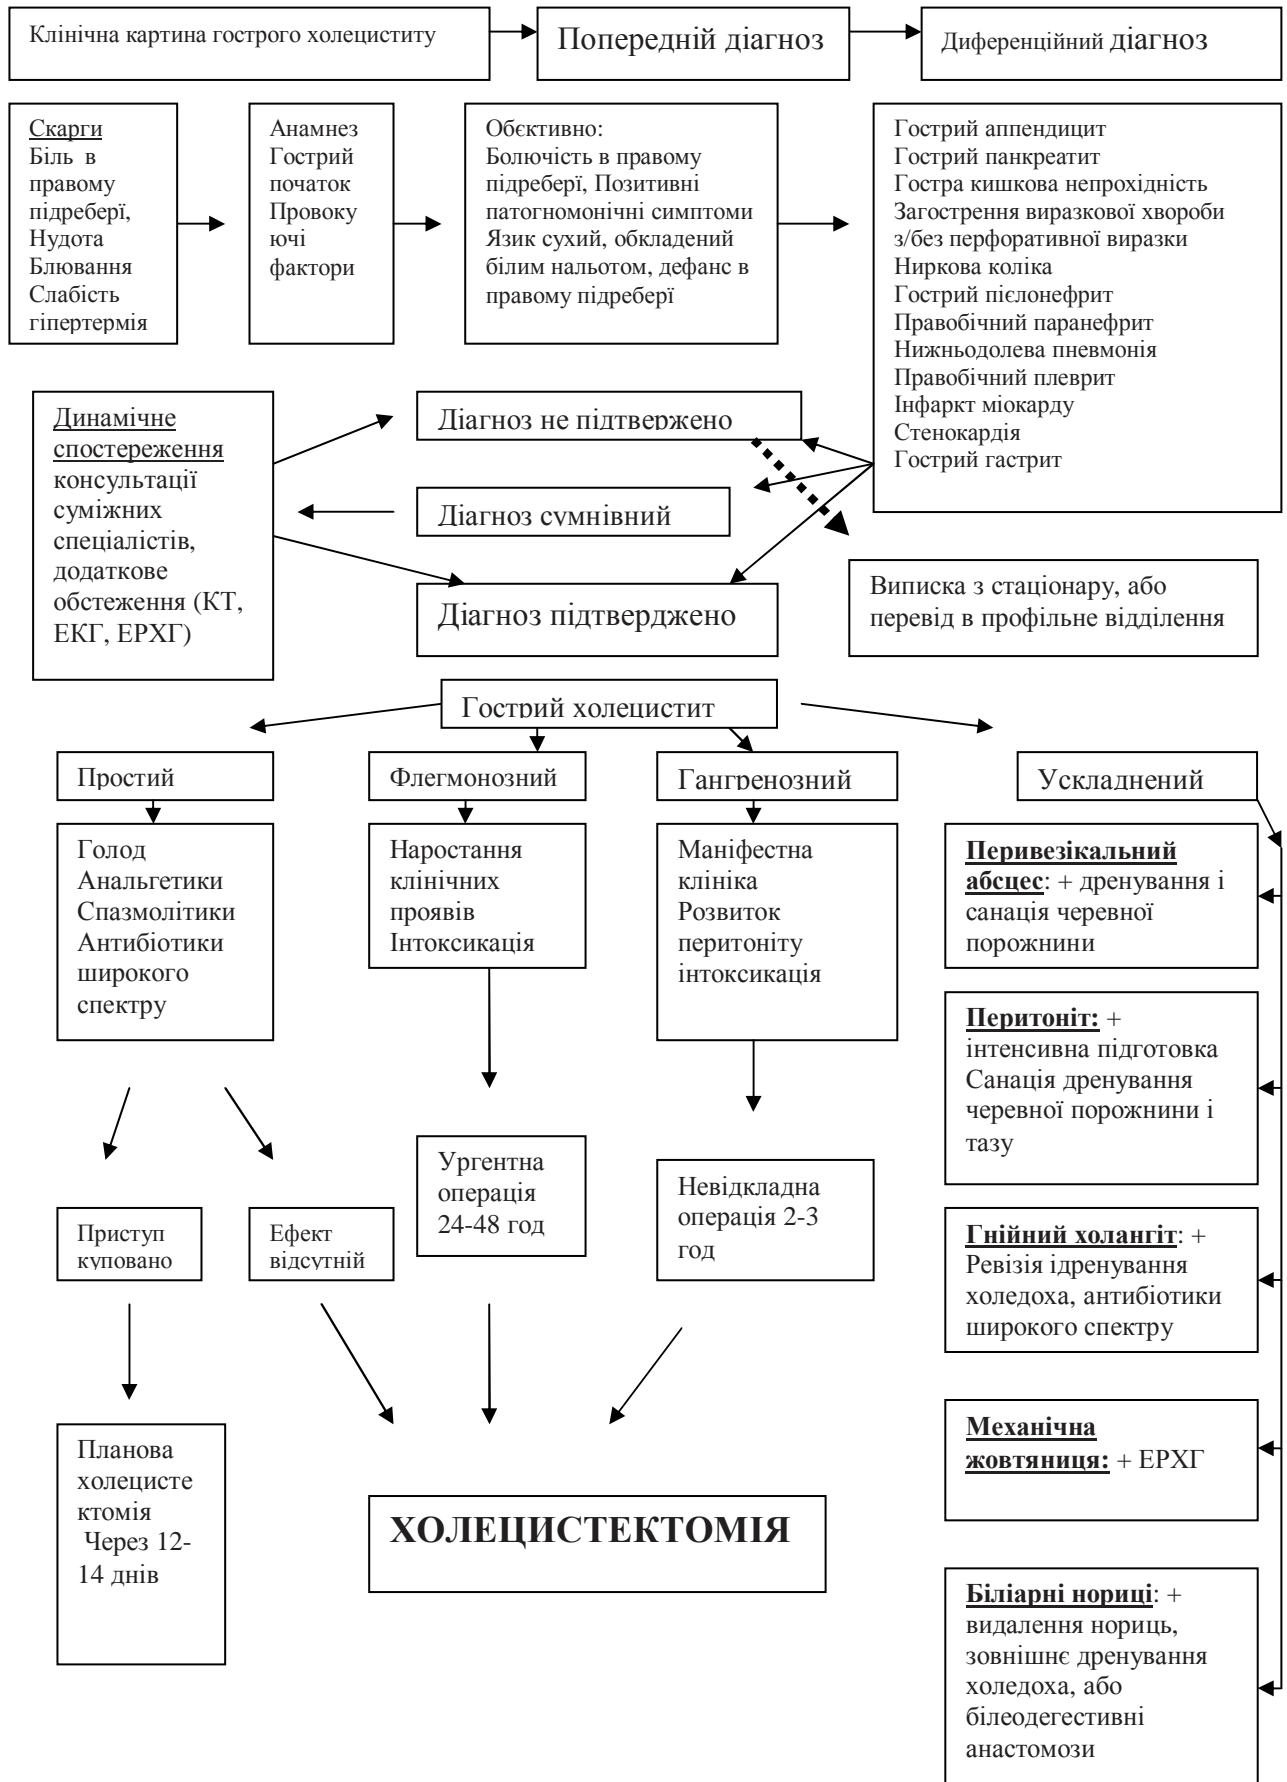 Клінічна картина гострого холециститу
Попередній діагноз
Диференційний діагноз
Скарги
Біль в
правому
підребері,
Нудота
Блювання
Слабість
гіпертермія
Анамнез
Гострий
початок
Провоку
ючі
фактори
Обєктивно:
Болючість в правому
підребері, Позитивні
патогномонічні симптоми
Язик сухий, обкладений
білим нальотом, дефанс в
правому підребері
Гострий аппендицит
Гострий панкреатит
Гостра кишкова непрохідність
Загострення виразкової хвороби
з/без перфоративної виразки
Ниркова коліка
Гострий пієлонефрит
Правобічний паранефрит
Нижньодолева пневмонія
Правобічний плеврит
Інфаркт міокарду
Стенокардія
Гострий гастрит
Динамічне
спостереження
консультації
суміжних
спеціалістів,
додаткове
обстеження (КТ,
ЕКГ, ЕРХГ)
Діагноз не підтвержено
Діагноз сумнівний
Діагноз підтверджено
Виписка з стаціонару, або
перевід в профільне відділення
Гострий холецистит
Простий
Флегмонозний
Гангренозний
Ускладнений
Голод
Анальгетики
Спазмолітики
Антибіотики
широкого
спектру
Наростання
клінічних
проявів
Інтоксикація
Маніфестна
клініка
Розвиток
перитоніту
інтоксикація
Перивезікальний
абсцес: + дренування і
санація черевної
порожнини
Перитоніт: +
інтенсивна підготовка
Санація дренування
черевної порожнини і
тазу
Ургентна
операція
24-48 год
Невідкладна
операція 2-3
год
Приступ
куповано
Ефект
відсутній
Гнійний холангіт: +
Ревізія ідренування
холедоха, антибіотики
широкого спектру
Механічна
жовтяниця: + ЕРХГ
Планова
холецисте
ктомія
Через 12-
14 днів
ХОЛЕЦИСТЕКТОМІЯ
Біліарні нориці: +
видалення нориць,
зовнішнє дренування
холедоха, або
білеодегестивні
анастомози